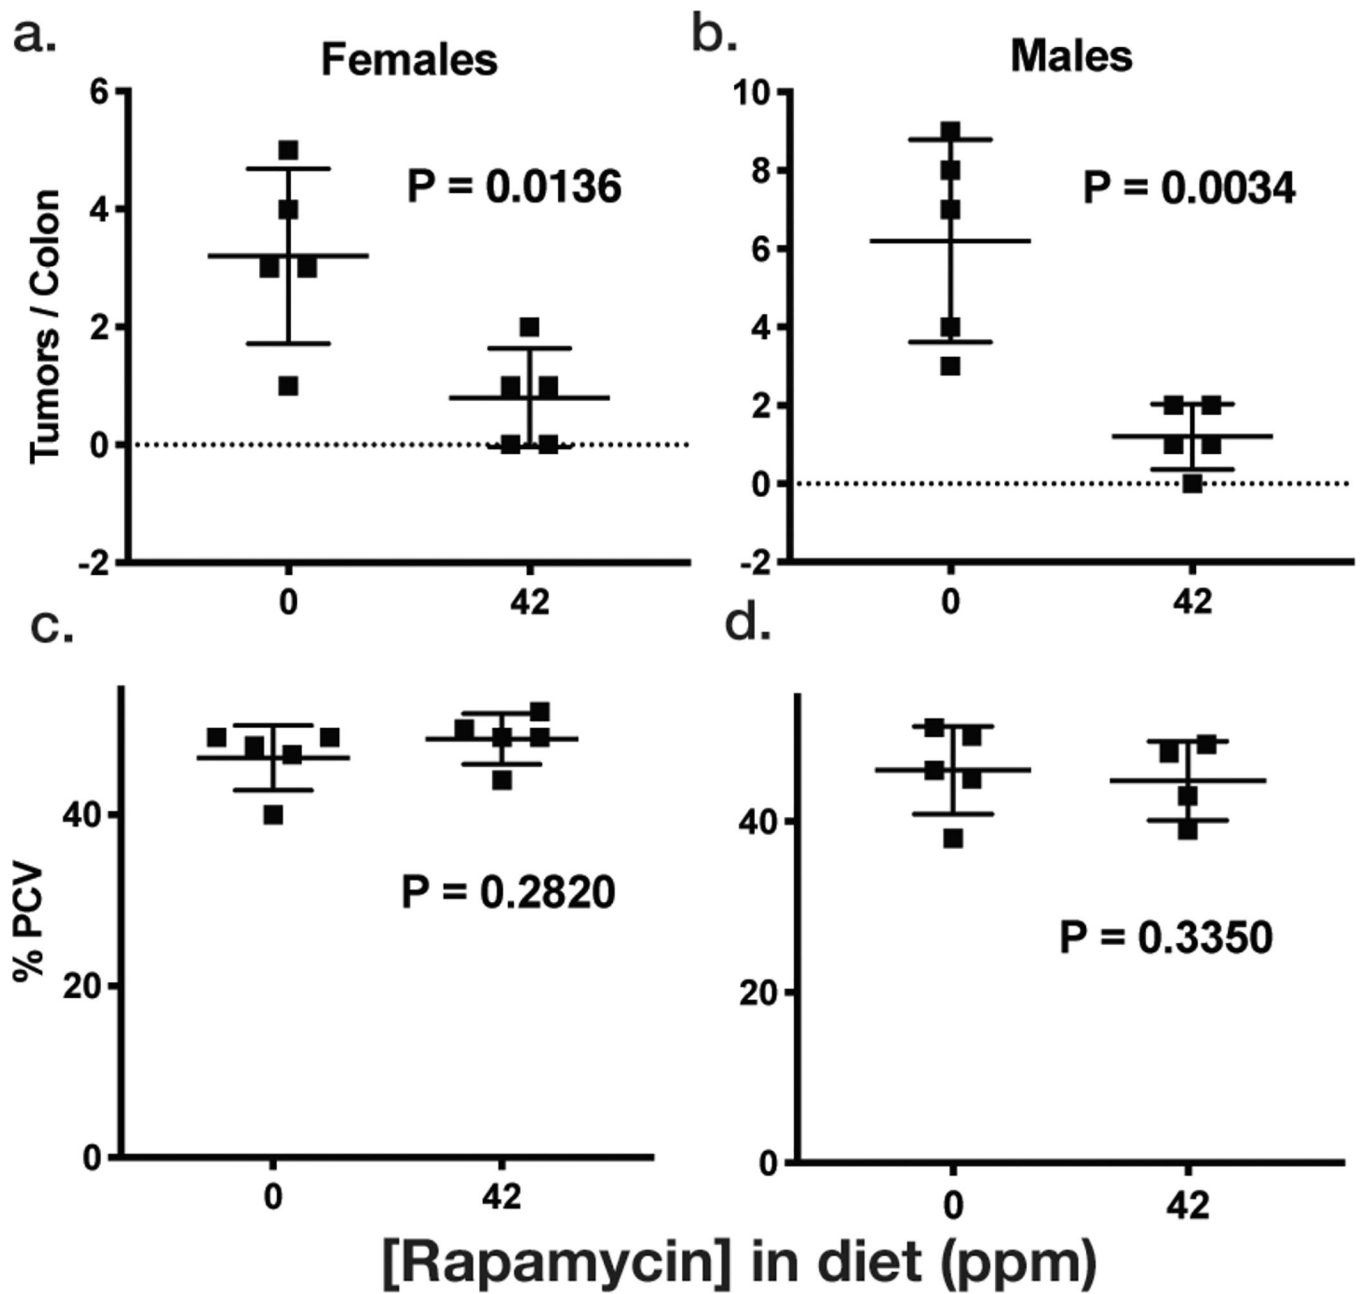 a.
Females
6
4
2
0
-2
Tumors / Colon
P = 0.0136
0
42
b.
Males
10
8
6
4
2
0
-2
P = 0.0034
0
42
c.
40
20
0
% PCV
P = 0.2820
0
42
d.
40
20
0
P = 0.3350
0
42
[Rapamycin] in diet (ppm)